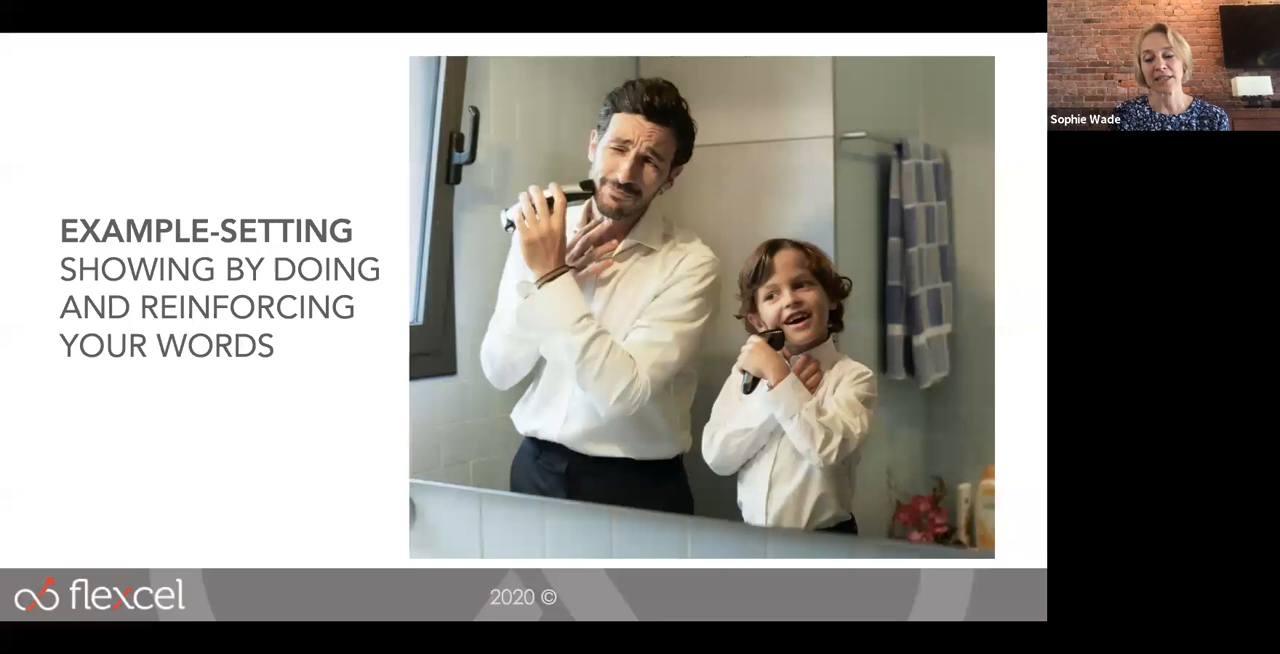 EXAMPLE-SETTING
SHOWING BY DOING
AND REINFORCING
YOUR WORDS
flexcel
2020 ©
Sophie Wade